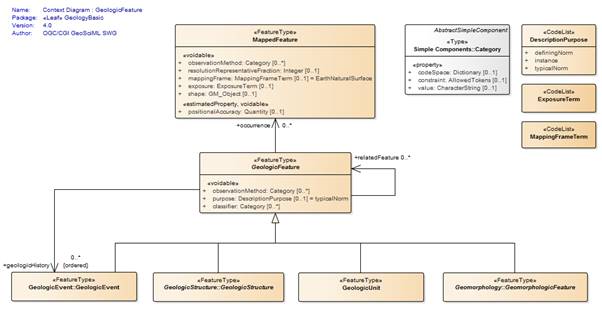 Name: Context Diagram : GeologicFeature
Package: «Leaf» GeologyBasic
Version: 4.0
Author: OGC/CGI GeoSciML SWG
«FeatureType»
MappedFeature
«voidable»
+ observationMethod: Category [0..*]
+ resolutionRepresentativeFraction: Integer [0..1]
+ mappingFrame: MappingFrameTerm [0..1] = EarthNaturalSurface
+ exposure: ExposureTerm [0..1]
+ shape: GM_Object [0..1]
«estimatedProperty, voidable»
+ positionalAccuracy: Quantity [0..1]
AbstractSimpleComponent
«Type»
Simple Components::Category
«property»
+ codeSpace: Dictionary [0..1]
+ constraint: AllowedTokens [0..1]
+ value: CharacterString [0..1]
«CodeList»
DescriptionPurpose
+ definingNorm
+ instance
+ typicalNorm
«CodeList»
ExposureTerm
«CodeList»
MappingFrameTerm
+occurrence 0..*
«FeatureType»
GeologicFeature
«voidable»
+ observationMethod: Category [0..*]
+ purpose: DescriptionPurpose [0..1] = typicalNorm
+ classifier: Category [0..*]
+relatedFeature 0..*
+geologicHistory 0..*
{ordered}
«FeatureType»
GeologicEvent::GeologicEvent
«FeatureType»
GeologicStructure::GeologicStructure
«FeatureType»
GeologicUnit
«FeatureType»
Geomorphology::GeomorphologicFeature